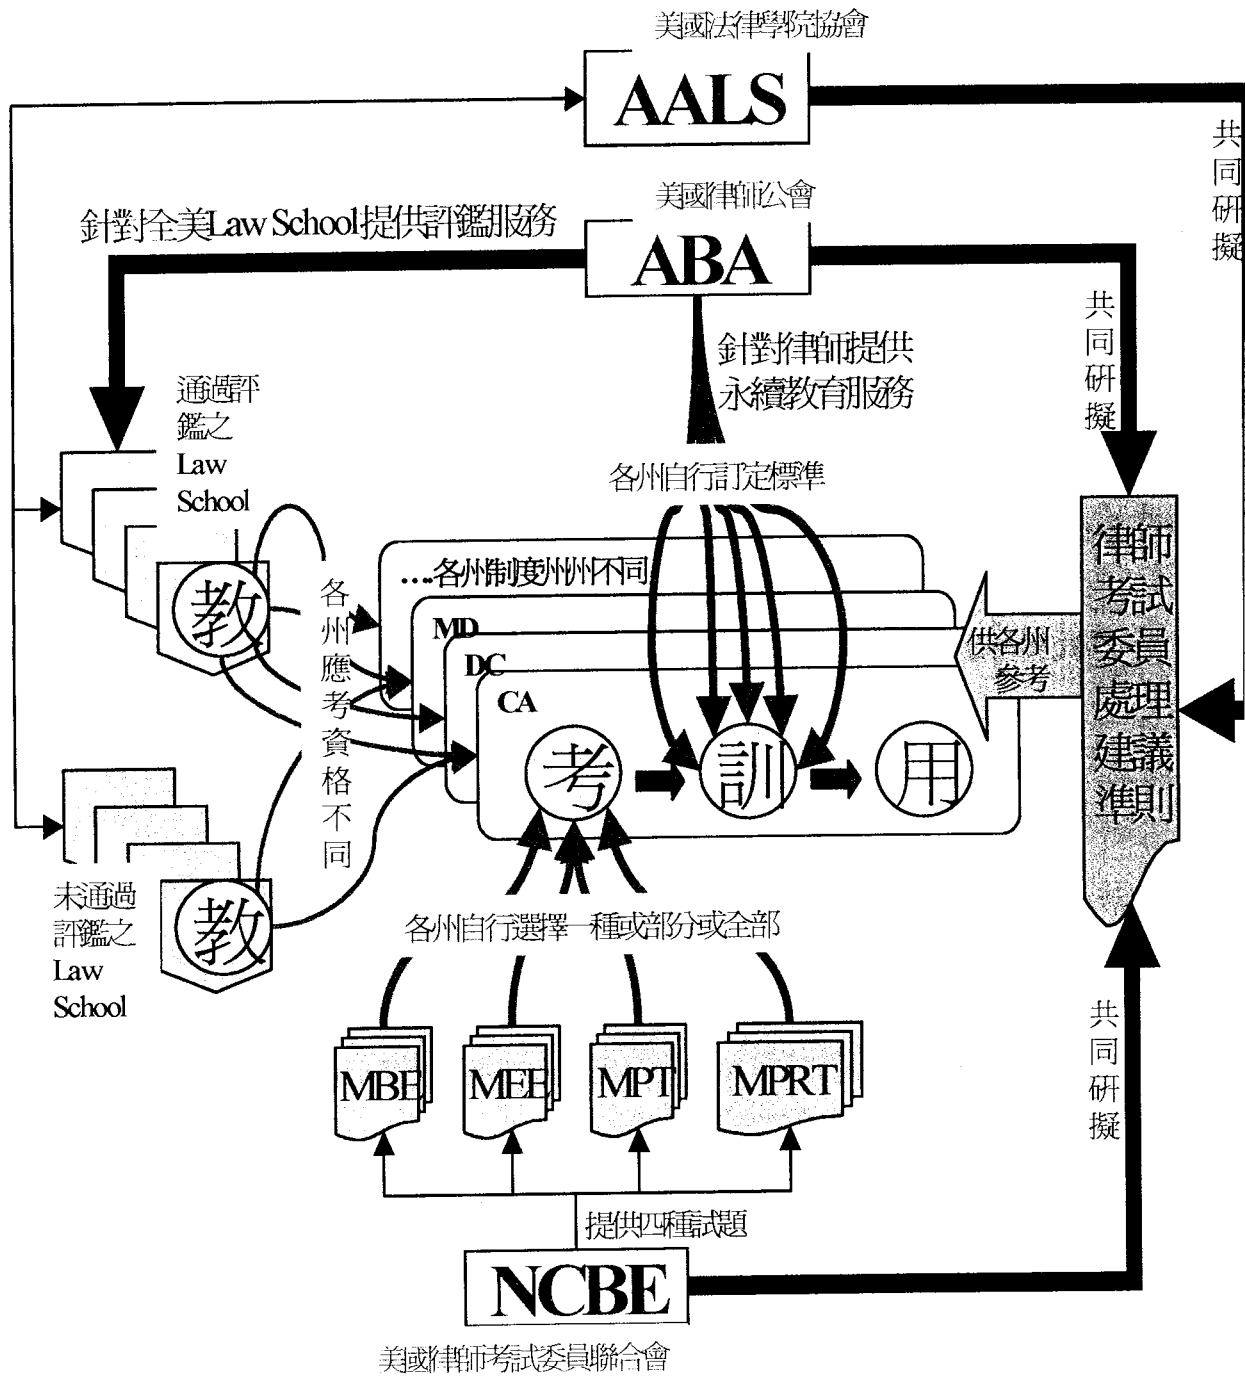 美國法律學院協會
AALS
共同研擬
美國律師公會
針對全美Law School提供評鑑服務
ABA
共同研擬
針對律師提供
永續教育服務
通過評
鑑之
Law
School
各州自行訂定標準
律師
考試
委員
處理
建議
準則
....各州制度州州不同
教
各州應考資格不同
MD
DC
CA
供各州
參考
考
訓
用
未通過
評鑑之
Law
School
教
各州自行選擇一種或部分或全部
共同研擬
MBE
MEE
MPT
MPRT
提供四種試題
NCBE
美國律師考試委員聯合會